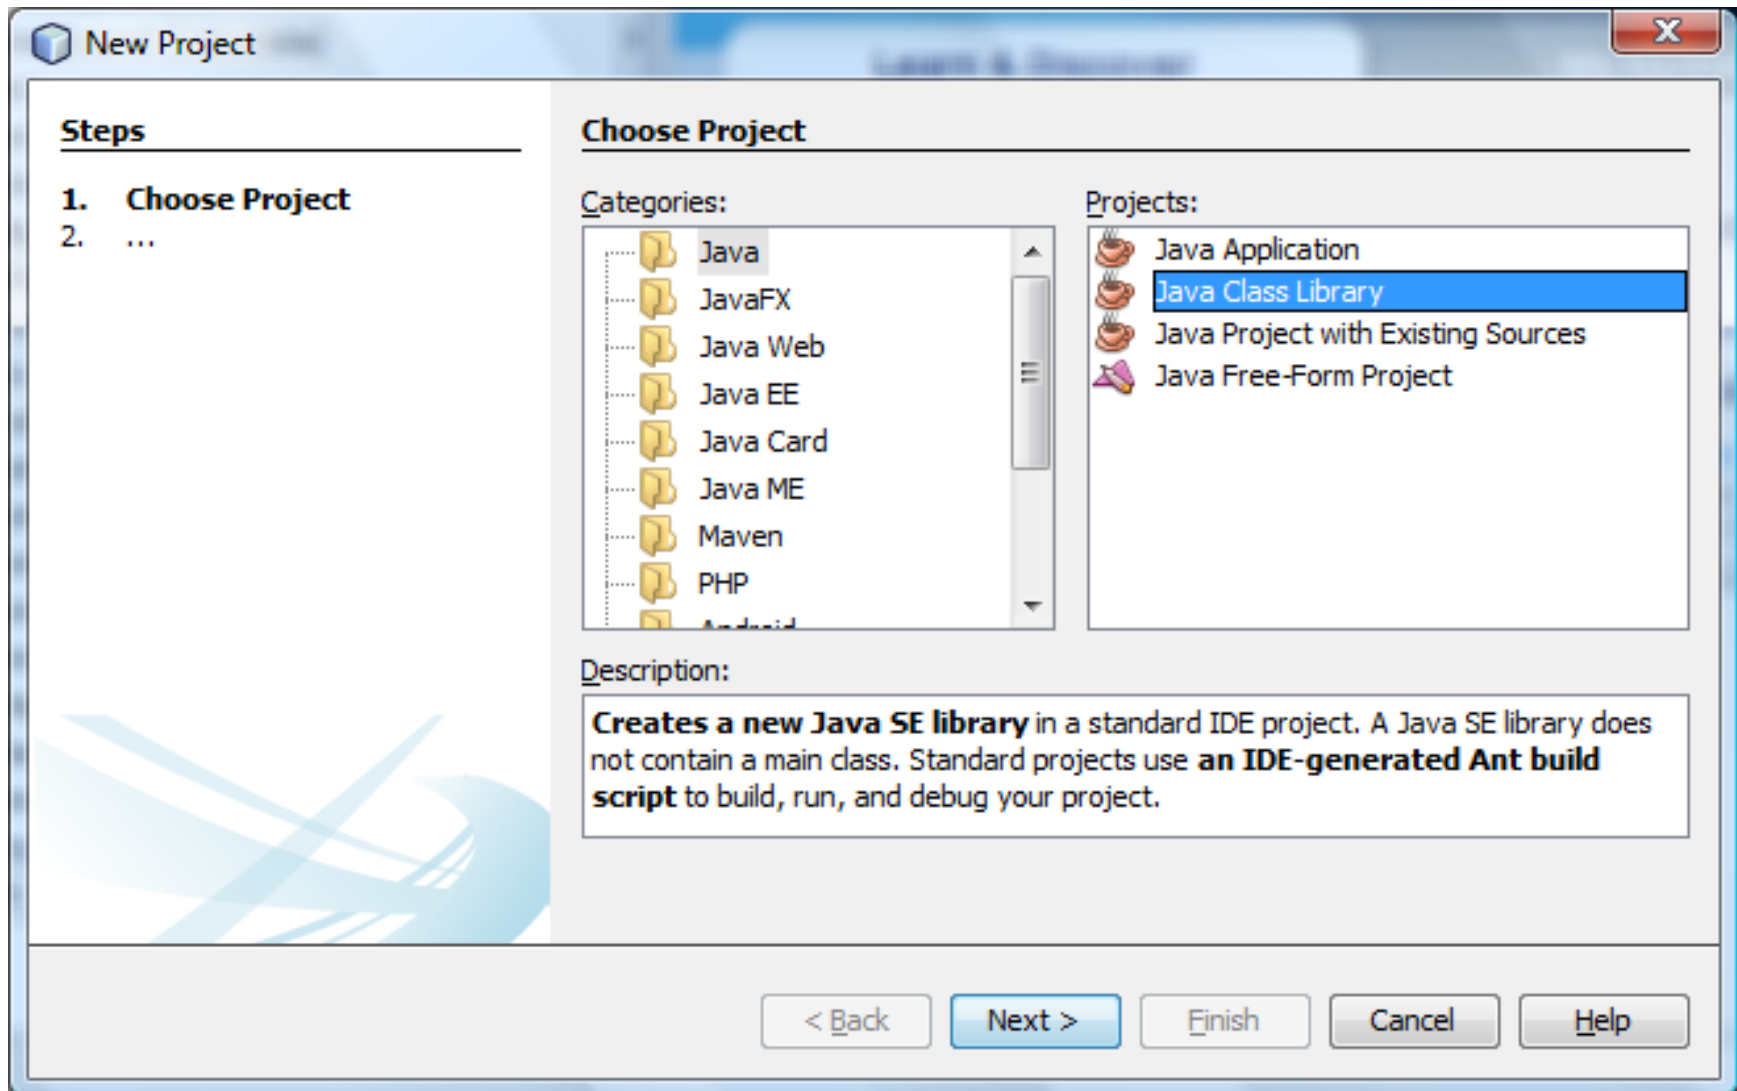 New Project
Learn & Discover
Steps
1. Choose Project
2. ...
Choose Project
Categories:
Java
JavaFX
Java Web
Java EE
Java Card
Java ME
Maven
PHP
Android
Projects:
Java Application
Java Class Library
Java Project with Existing Sources
Java Free-Form Project
Description:
Creates a new Java SE library in a standard IDE project. A Java SE library does
not contain a main class. Standard projects use an IDE-generated Ant build
script to build, run, and debug your project.
< Back
Next >
Finish
Cancel
Help